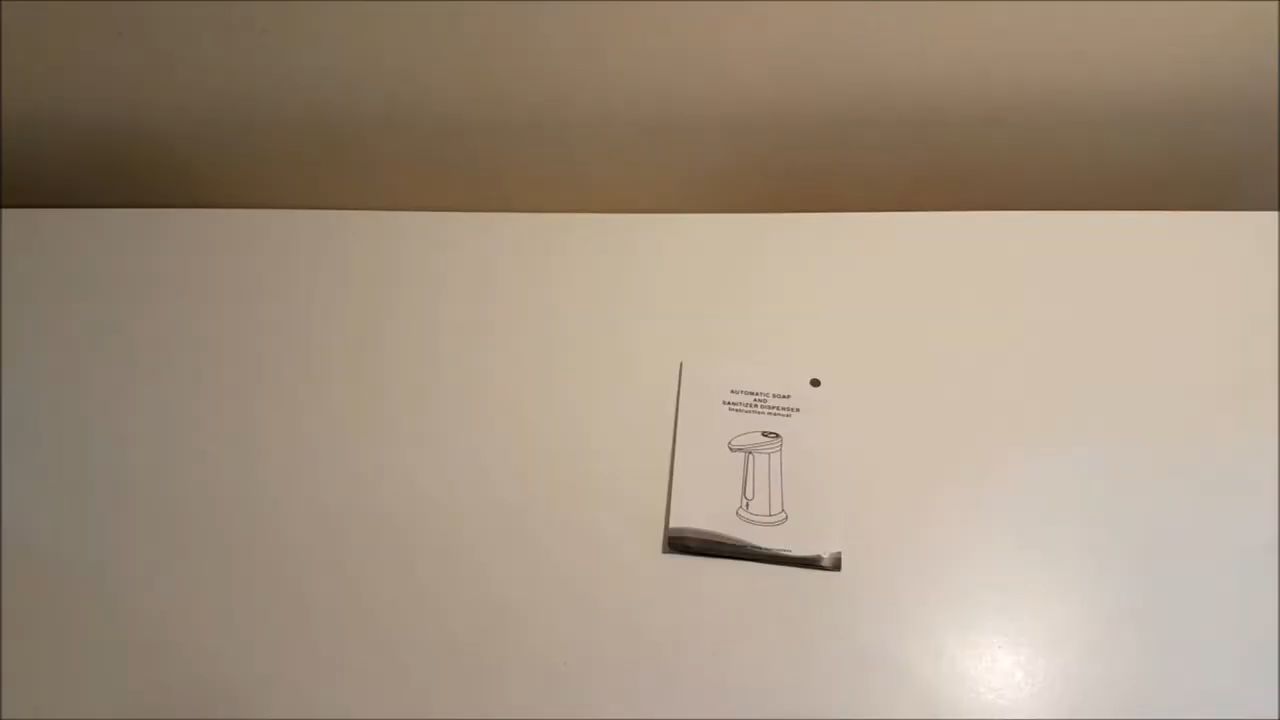 AUTOMATIC SOAP
AND
SANITIZER DISPENSER
Instruction manual